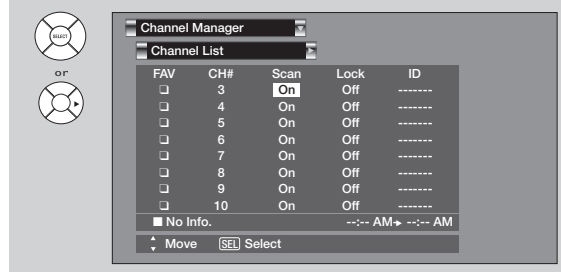 SELECT
or
Channel Manager
Channel List
FAV CH# Scan Lock ID
❏ 3 On Off -------
❏ 4 On Off -------
❏ 5 On Off -------
❏ 6 On Off -------
❏ 7 On Off -------
❏ 8 On Off -------
❏ 9 On Off -------
❏ 10 On Off -------
No Info. --:-- AM➔ --:-- AM
Move SEL Select